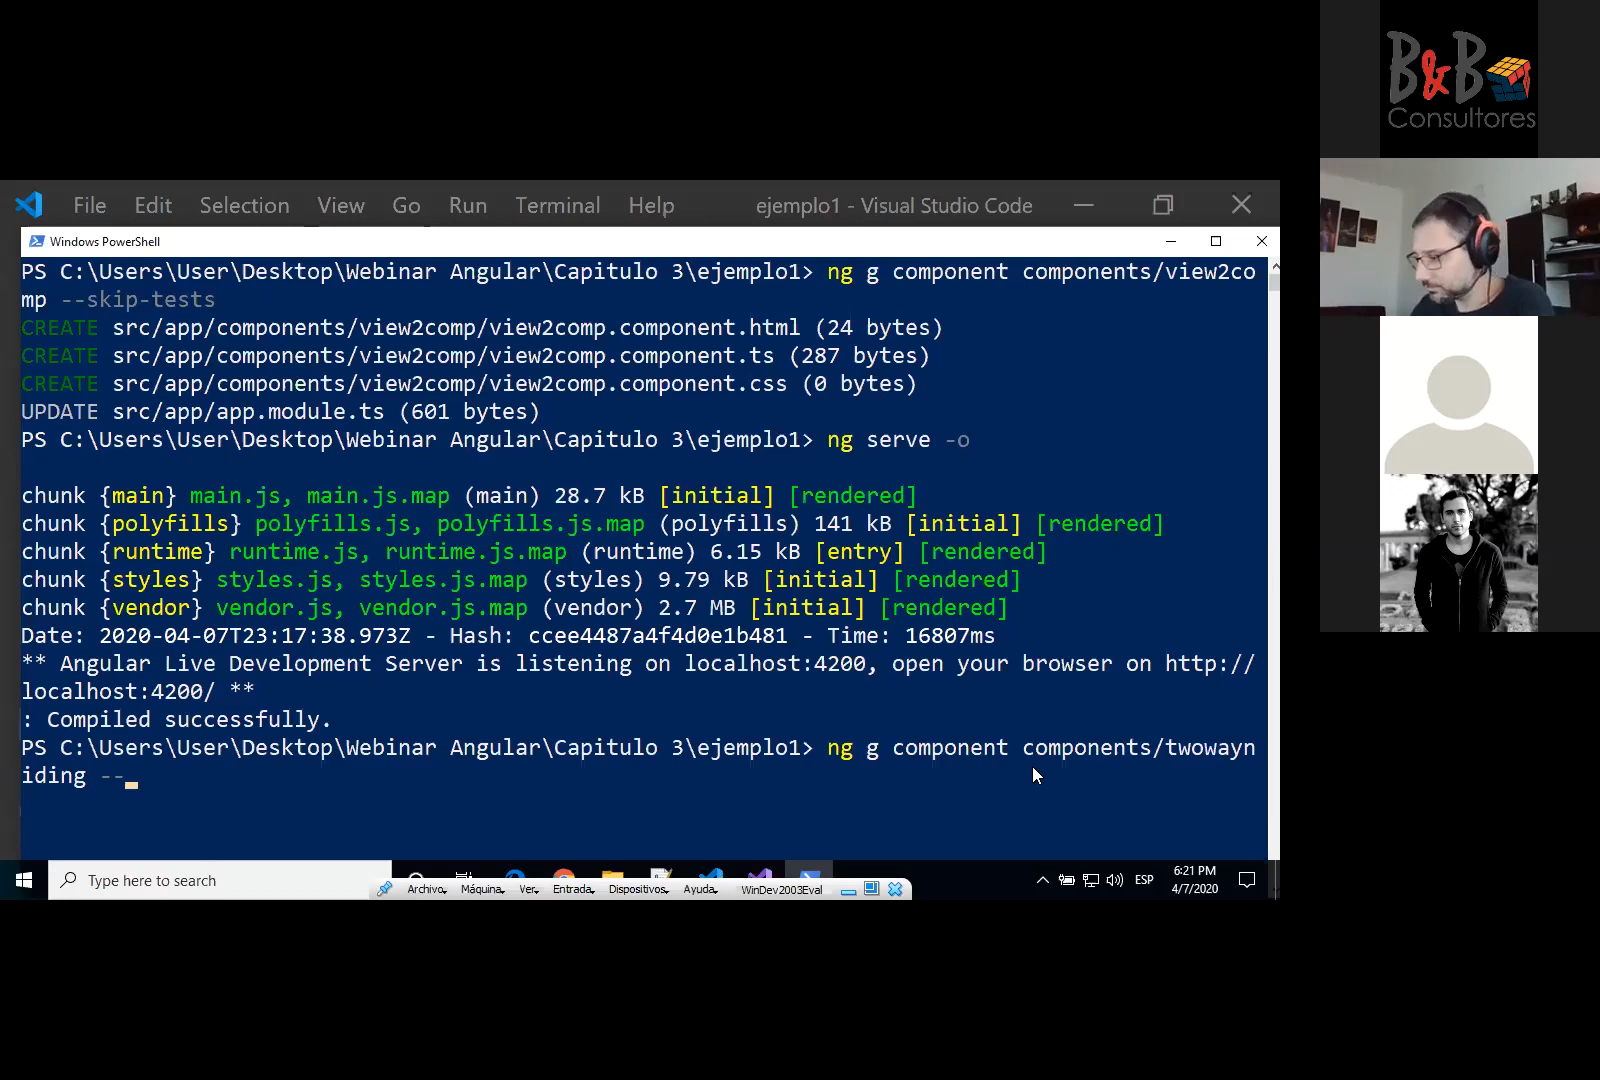 B&B
Consultores
File Edit Selection View Go Run Terminal Help ejemplo1 - Visual Studio Code
Windows PowerShell
PS C:\Users\User\Desktop\Webinar Angular\Capitulo 3\ejemplo1> ng g component components/view2co
mp --skip-tests
CREATE src/app/components/view2comp/view2comp.component.html (24 bytes)
CREATE src/app/components/view2comp/view2comp.component.ts (287 bytes)
CREATE src/app/components/view2comp/view2comp.component.css (0 bytes)
UPDATE src/app/app.module.ts (601 bytes)
PS C:\Users\User\Desktop\Webinar Angular\Capitulo 3\ejemplo1> ng serve -o
chunk {main} main.js, main.js.map (main) 28.7 kB [initial] [rendered]
chunk {polyfills} polyfills.js, polyfills.js.map (polyfills) 141 kB [initial] [rendered]
chunk {runtime} runtime.js, runtime.js.map (runtime) 6.15 kB [entry] [rendered]
chunk {styles} styles.js, styles.js.map (styles) 9.79 kB [initial] [rendered]
chunk {vendor} vendor.js, vendor.js.map (vendor) 2.7 MB [initial] [rendered]
Date: 2020-04-07T23:17:38.973Z - Hash: ccee4487a4f4d0e1b481 - Time: 16807ms
** Angular Live Development Server is listening on localhost:4200, open your browser on http://
localhost:4200/ **
: Compiled successfully.
PS C:\Users\User\Desktop\Webinar Angular\Capitulo 3\ejemplo1> ng g component components/twowayn
iding --
Type here to search
Archivo Máquina Ver Entrada Dispositivos Ayuda WinDev2003Eval
ESP
6:21 PM
4/7/2020